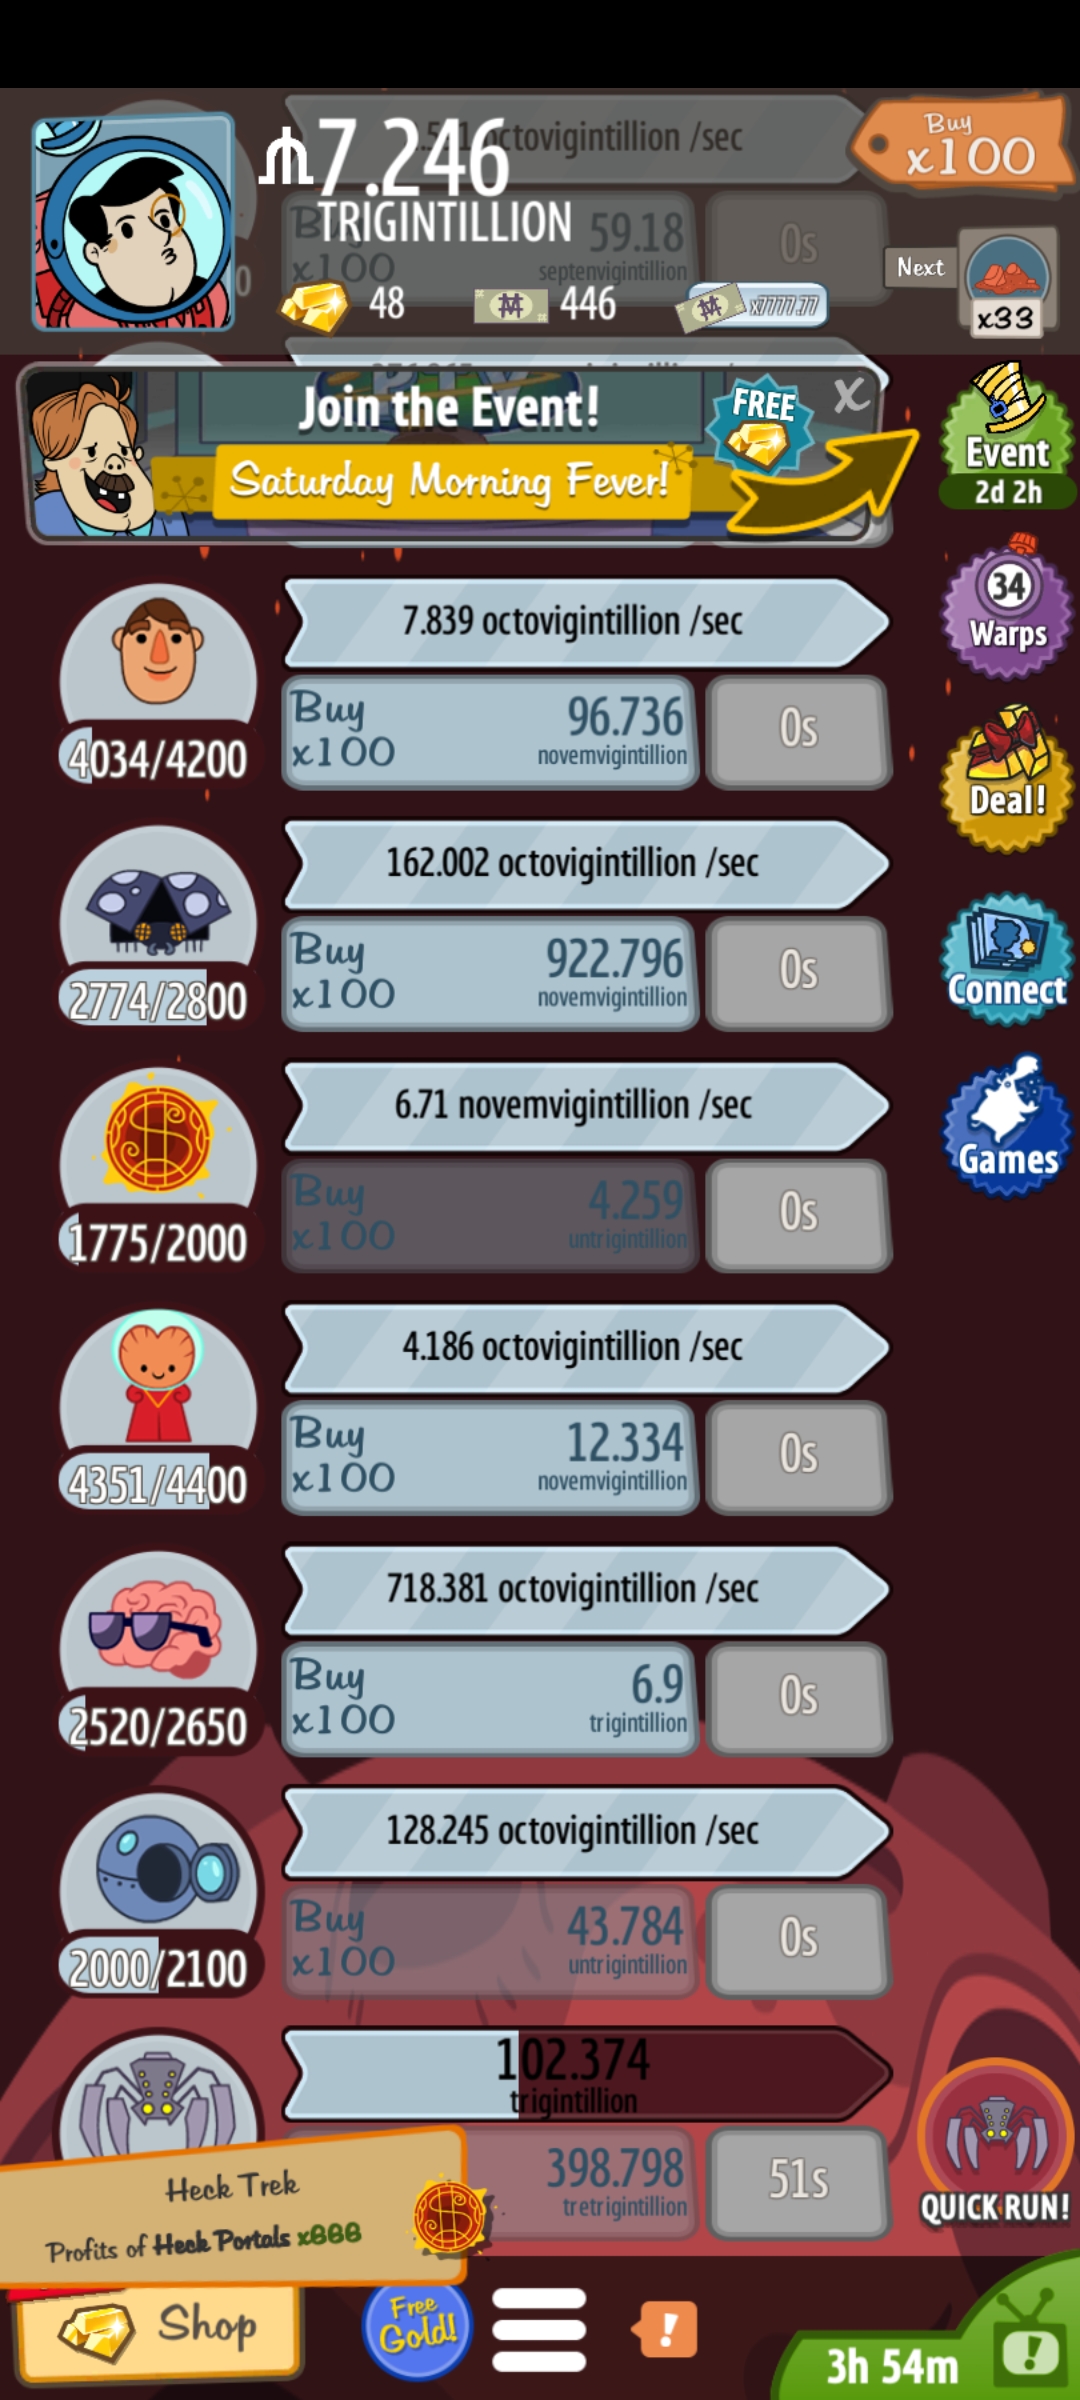 octovigintillion /sec
Buy
x100
7.246
TRIGINTILLION
Buy
x100
59.18
septenvigintillion
0s
48
446
x7777.77
Next
x33
Join the Event!
FREE
X
Saturday Morning Fever!
Event
2d 2h
7.839 octovigintillion /sec
34
Warps
Buy
x100
96.736
novemvigintillion
0s
4034/4200
Deal!
162.002 octovigintillion /sec
Buy
x100
922.796
novemvigintillion
0s
2774/2800
Connect
6.71 novemvigintillion /sec
Games
Buy
x100
4.259
untrigintillion
0s
1775/2000
4.186 octovigintillion /sec
Buy
x100
12.334
novemvigintillion
0s
4351/4400
718.381 octovigintillion /sec
Buy
x100
6.9
trigintillion
0s
2520/2650
128.245 octovigintillion /sec
Buy
x100
43.784
untrigintillion
0s
2000/2100
102.374
trigintillion
398.798
tretrigintillion
51s
QUICK RUN!
Heck Trek
Profits of Heck Portals x888
Shop
Free
Gold!
!
3h 54m
!